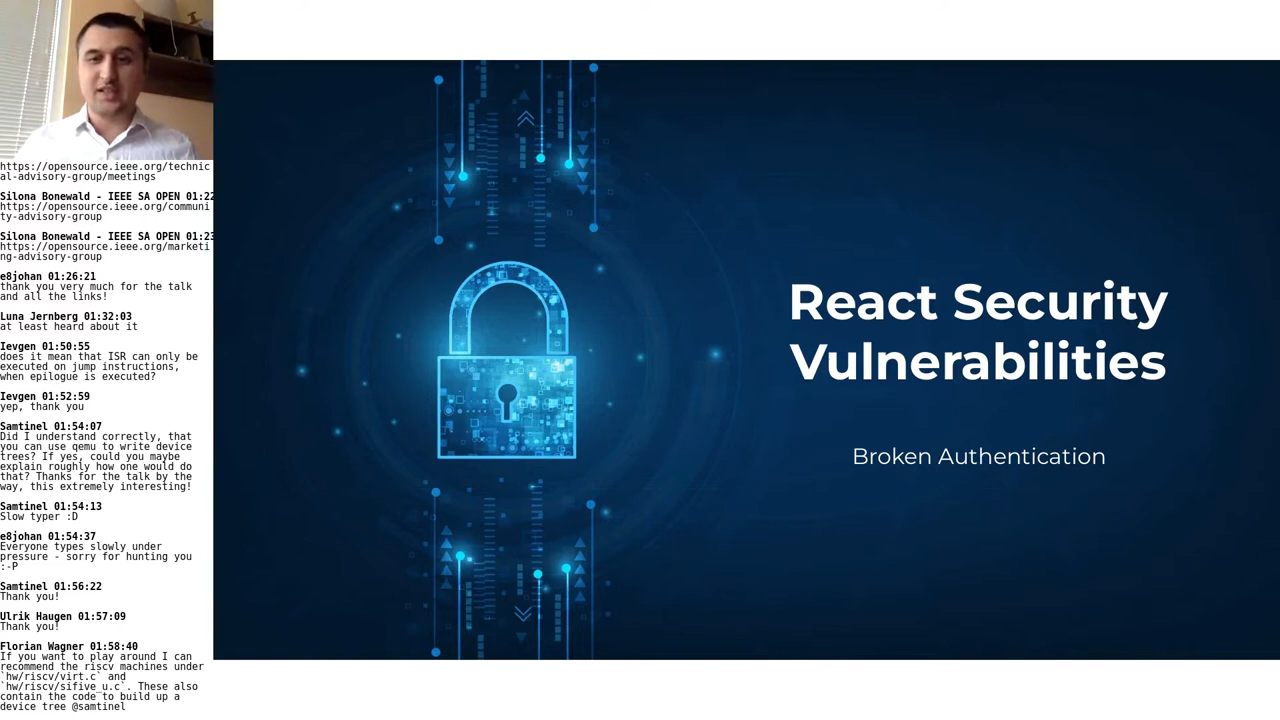 https://opensource.ieee.org/technic
al-advisory-group/meetings
Silona Bonewald - IEEE SA OPEN 01:22
https://opensource.ieee.org/communi
ty-advisory-group
Silona Bonewald - IEEE SA OPEN 01:23
https://opensource.ieee.org/marketi
ng-advisory-group
e8johan 01:26:21
thank you very much for the talk
and all the links!
Luna Jernberg 01:32:03
at least heard about it
Ievgen 01:50:55
does it mean that ISR can only be
executed on jump instructions,
when epilogue is executed?
Ievgen 01:52:59
yep, thank you
Samtinel 01:54:07
Did I understand correctly, that
you can use qemu to write device
trees? If yes, could you maybe
explain roughly how one would do
that? Thanks for the talk by the
way, this extremely interesting!
Samtinel 01:54:13
Slow typer :D
e8johan 01:54:37
Everyone types slowly under
pressure - sorry for hunting you
:-P
Samtinel 01:56:22
Thank you!
Ulrik Haugen 01:57:09
Thank you!
Florian Wagner 01:58:40
If you want to play around I can
recommend the riscv machines under
`hw/riscv/virt.c` and
`hw/riscv/sifive_u.c`. These also
contain the code to build up a
device tree @samtinel
React Security
Vulnerabilities
Broken Authentication